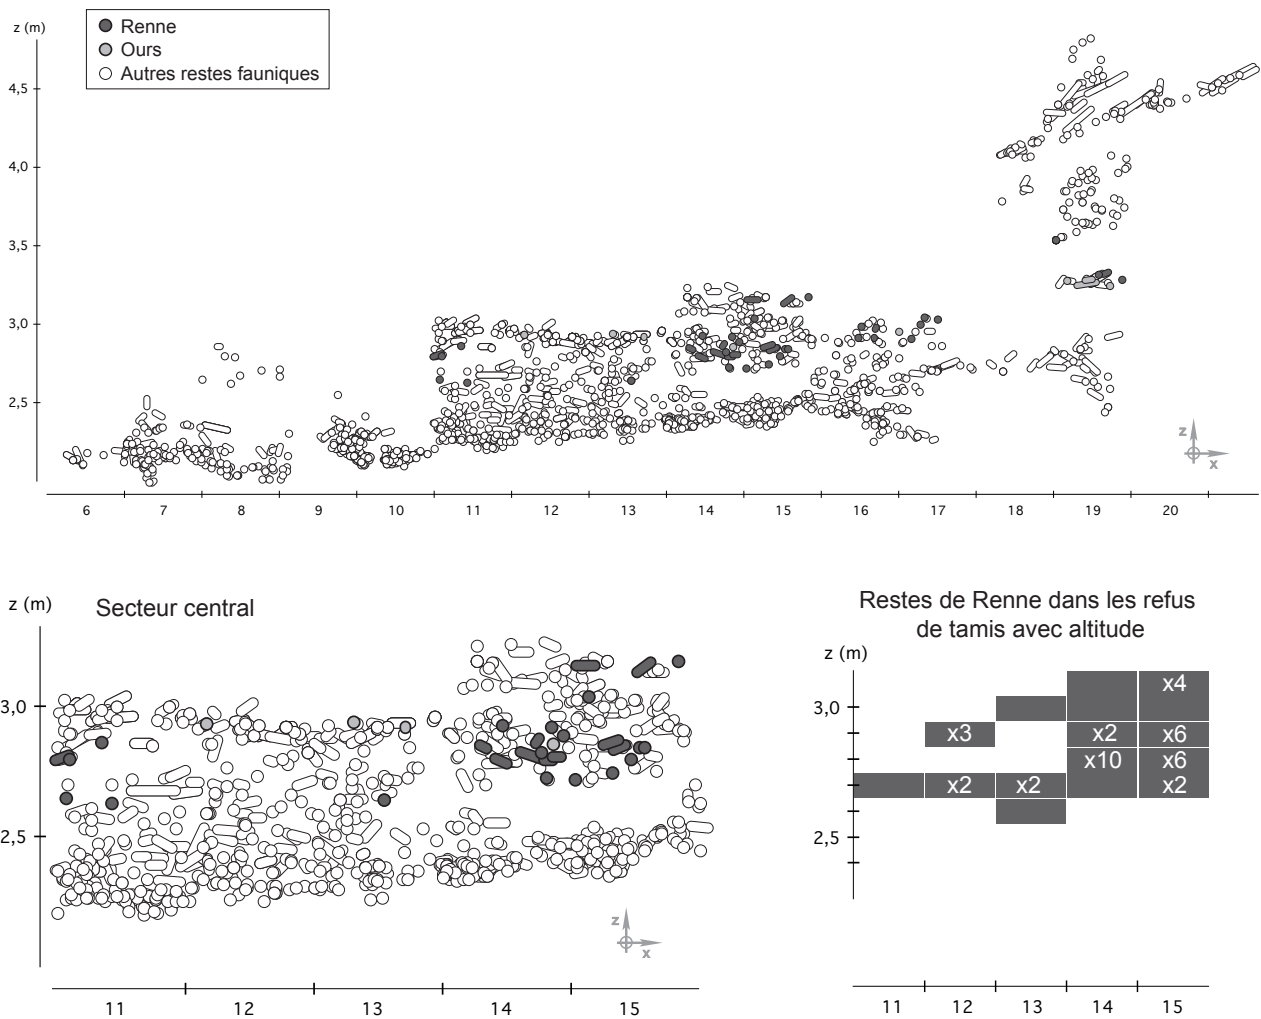 z (m)
Renne
Ours
Autres restes fauniques
4,5
4,0
3,5
3,0
2,5
z
x
6 7 8 9 10 11 12 13 14 15 16 17 18 19 20
z (m)
Secteur central
3,0
2,5
z
x
11 12 13 14 15
Restes de Renne dans les refus
de tamis avec altitude
z (m)
x4
3,0
x3 x2 x6
x10 x6
x2 x2 x2
2,5
11 12 13 14 15